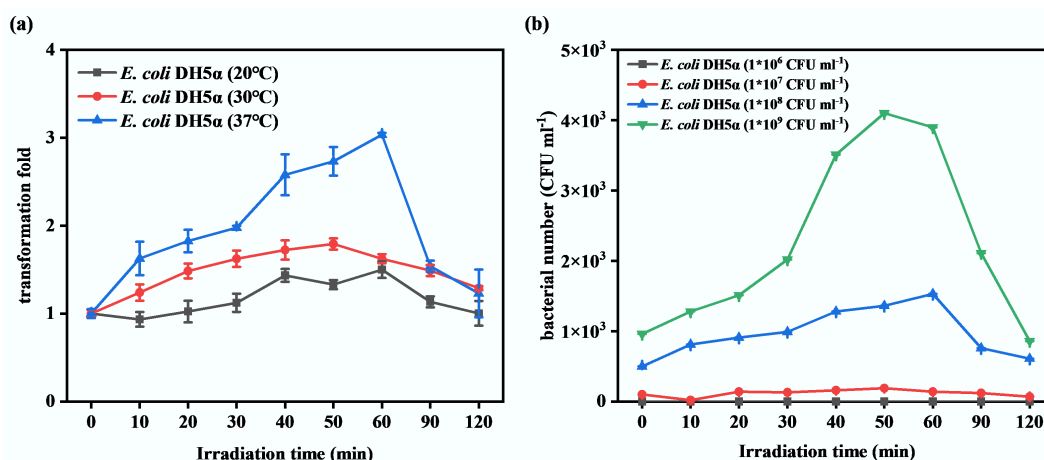 (a)
transformation fold
4
3
2
1
0
E. coli DH5α (20°C)
E. coli DH5α (30°C)
E. coli DH5α (37°C)
0 10 20 30 40 50 60 90 120
Irradiation time (min)
(b)
bacterial number (CFU ml⁻¹)
5×10³
4×10³
3×10³
2×10³
1×10³
0
E. coli DH5α (1*10⁶ CFU ml⁻¹)
E. coli DH5α (1*10⁷ CFU ml⁻¹)
E. coli DH5α (1*10⁸ CFU ml⁻¹)
E. coli DH5α (1*10⁹ CFU ml⁻¹)
0 10 20 30 40 50 60 90 120
Irradiation time (min)